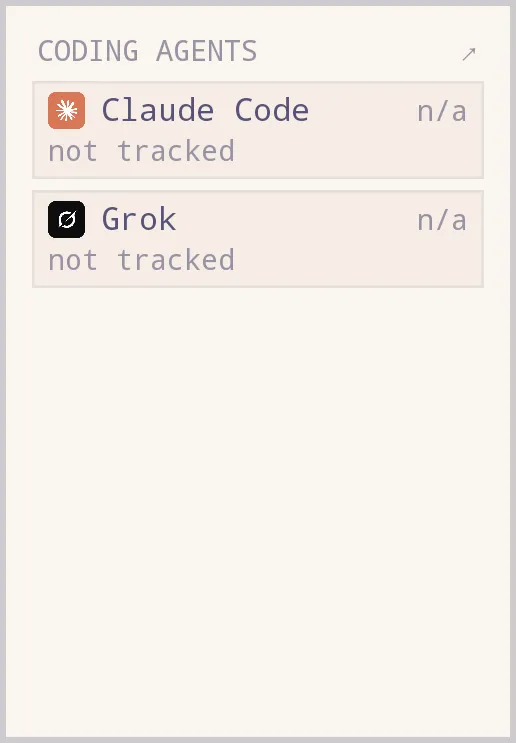 CODING AGENTS ↗
Claude Code n/a
not tracked
Grok n/a
not tracked